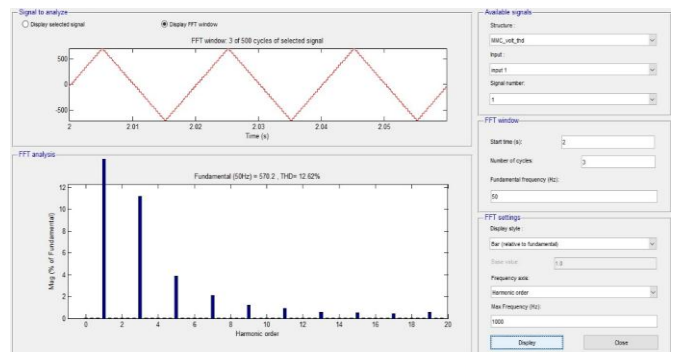 Signal to analyze
Display selected signal
Display FFT window
FFT window: 3 of 500 cycles of selected signal
500
0
-500
2
2.01
2.02
2.03
2.04
2.05
Time (s)
FFT analysis
Fundamental (50Hz) = 570.2 , THD= 12.62%
Mag (% of Fundamental)
12
10
8
6
4
2
0
0
2
4
6
8
10
12
14
16
18
20
Harmonic order
Available signals
Structure :
MMC_volt_thd
Input :
input 1
Signal number:
1
FFT window
Start time (s):
2
Number of cycles:
3
Fundamental frequency (Hz):
50
FFT settings
Display style :
Bar (relative to fundamental)
Base value
1.0
Frequency axis:
Harmonic order
Max Frequency (Hz):
1000
Display
Close